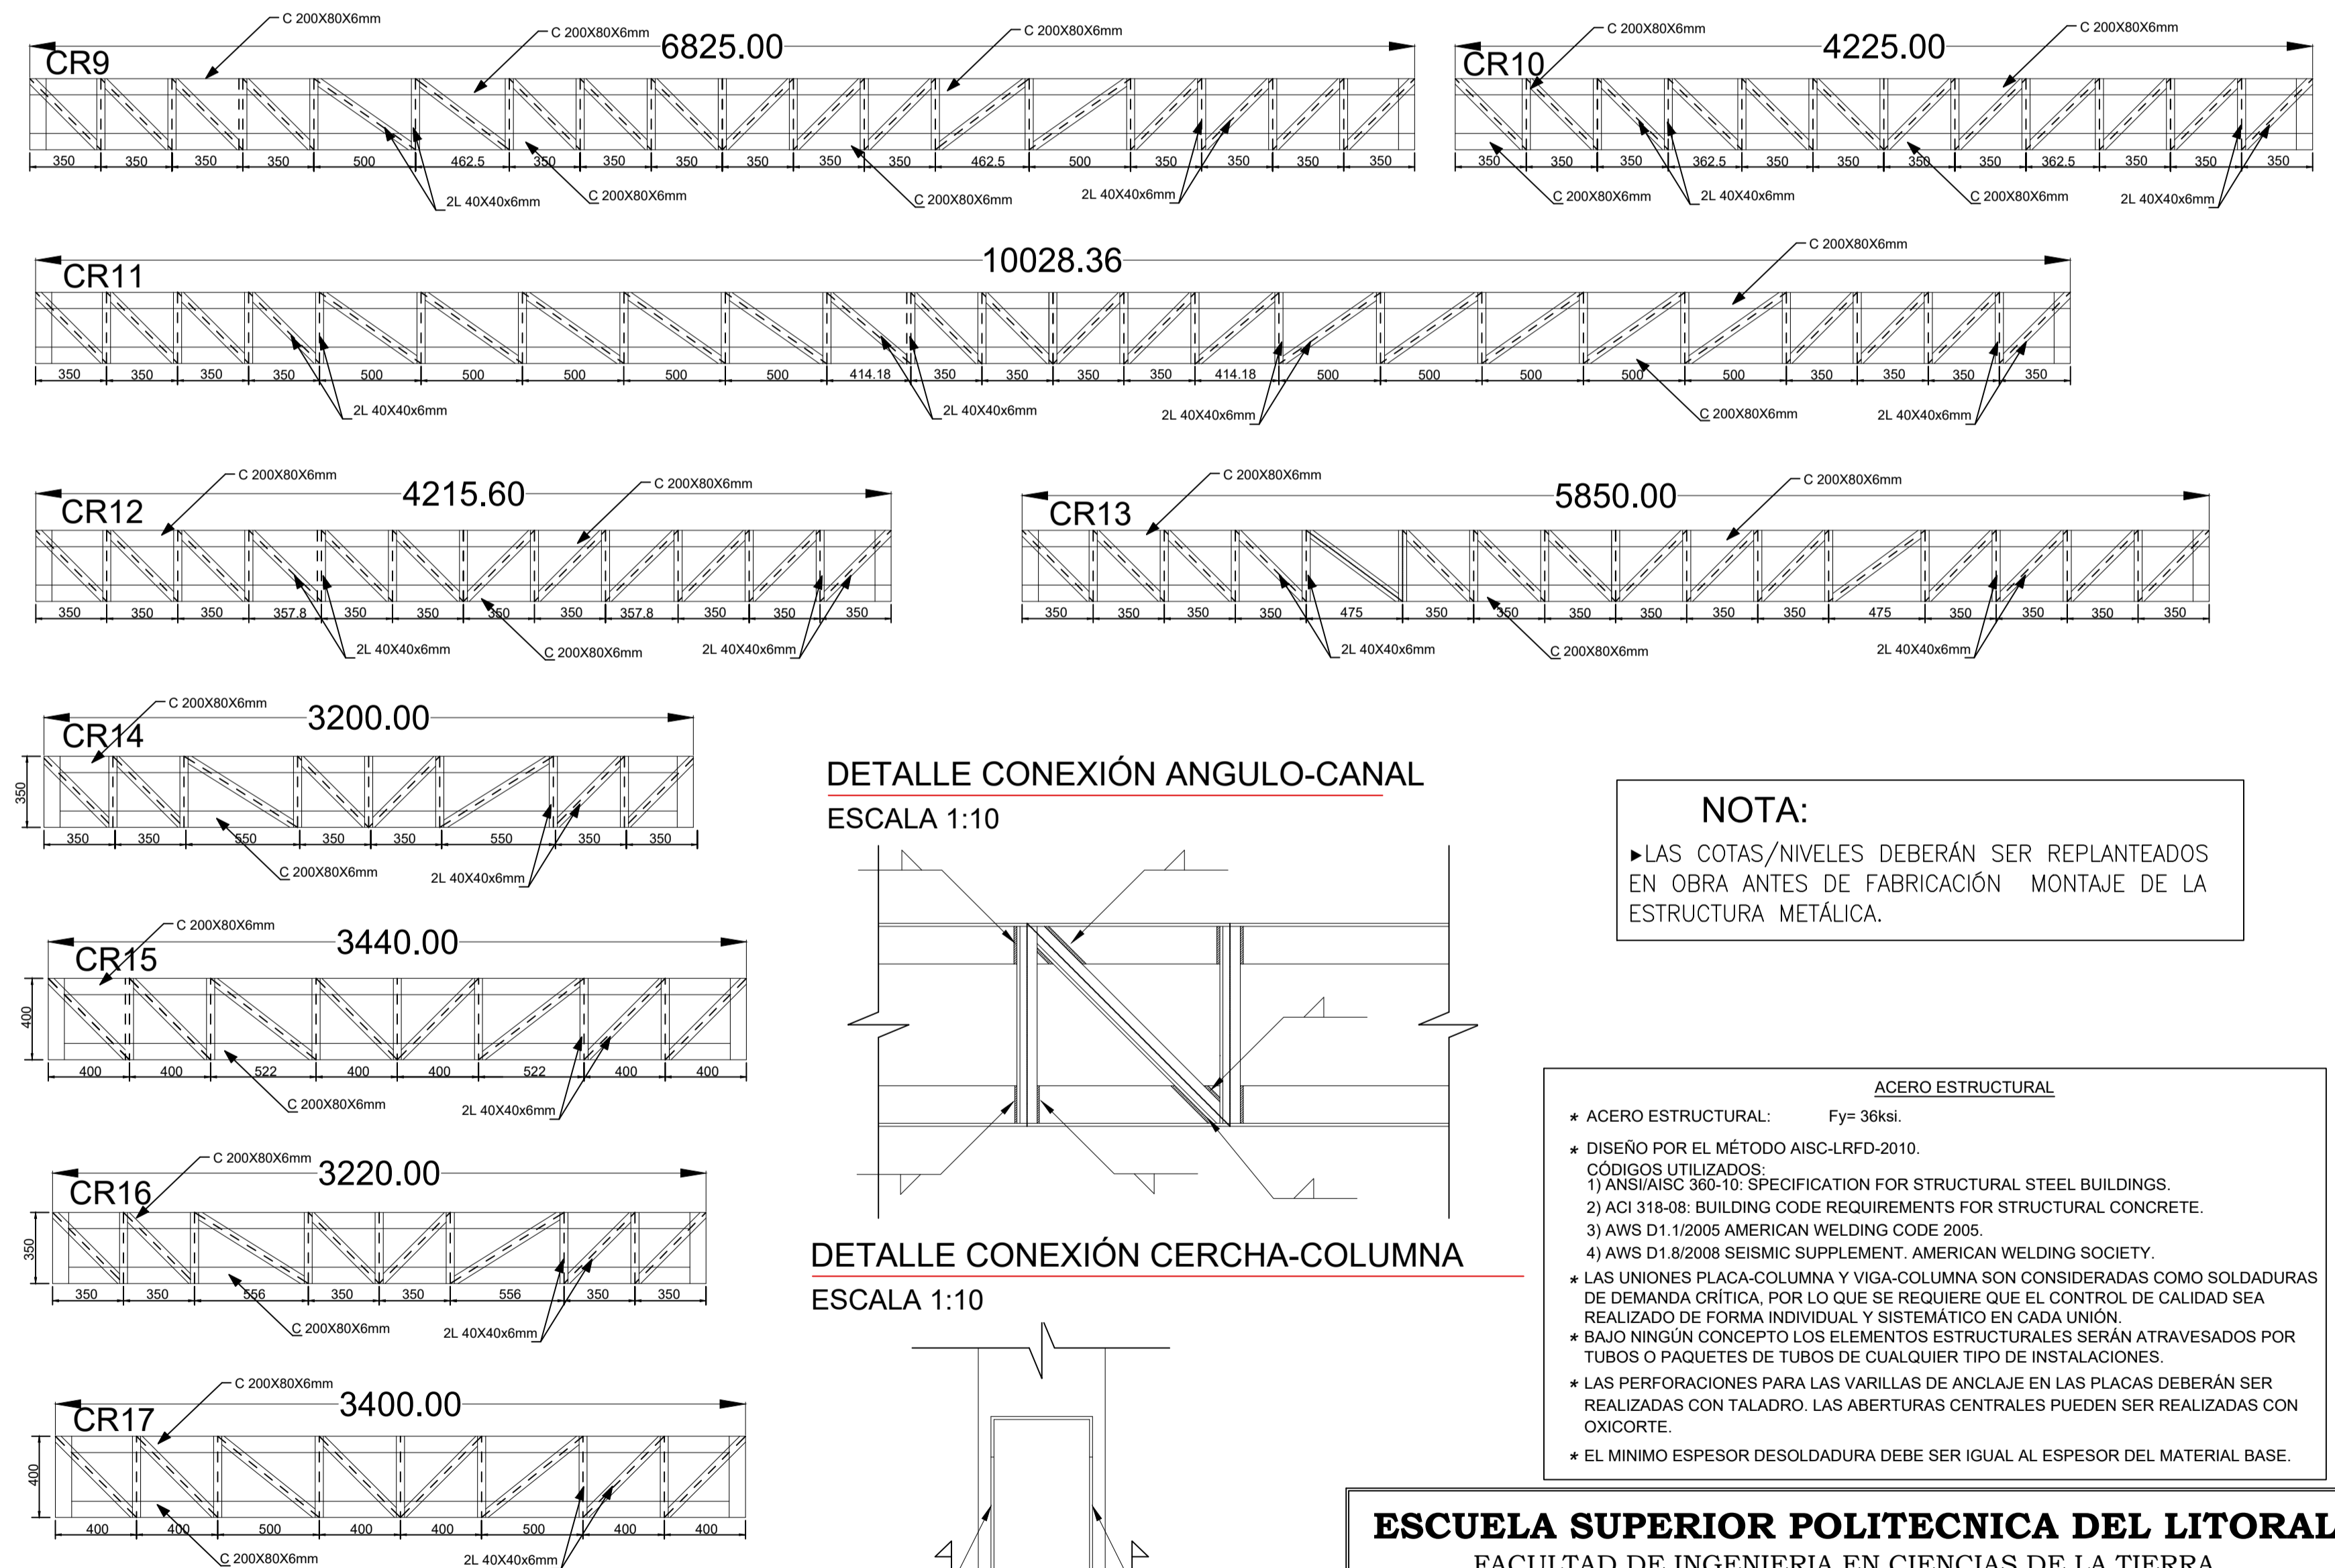 C 200X80X6mm
C 200X80X6mm
6825.00
C 200X80X6mm
CR9
350 350 350 350 500 462.5 350 350 350 350 350 350 462.5 500 350 350 350 350
2L 40X40x6mm
C 200X80X6mm
C 200X80X6mm
2L 40X40x6mm
C 200X80X6mm
4225.00
C 200X80X6mm
CR10
350 350 350 362.5 350 350 350 350 362.5 350 350 350
C 200X80X6mm
2L 40X40x6mm
C 200X80X6mm
2L 40X40x6mm
C 200X80X6mm
10028.36
CR11
350 350 350 350 500 500 500 500 500 414.18 350 350 350 350 414.18 500 500 500 500 500 350 350 350 350
2L 40X40x6mm
2L 40X40x6mm
2L 40X40x6mm
C 200X80X6mm
2L 40X40x6mm
C 200X80X6mm
4215.60
C 200X80X6mm
CR12
350 350 350 357.8 350 350 350 350 357.8 350 350 350
2L 40X40x6mm
C 200X80X6mm
2L 40X40x6mm
C 200X80X6mm
5850.00
C 200X80X6mm
CR13
350 350 350 350 475 350 350 350 350 350 350 475 350 350 350 350
2L 40X40x6mm
C 200X80X6mm
2L 40X40x6mm
C 200X80X6mm
3200.00
CR14
350
350 350 550 350 350 550 350 350
C 200X80X6mm
2L 40X40x6mm
C 200X80X6mm
3440.00
CR15
400
400 400 522 400 400 522 400 400
C 200X80X6mm
2L 40X40x6mm
C 200X80X6mm
3220.00
CR16
350
350 350 556 350 350 556 350 350
C 200X80X6mm
2L 40X40x6mm
C 200X80X6mm
3400.00
CR17
400
400 400 500 400 400 500 400 400
C 200X80X6mm
2L 40X40x6mm
DETALLE CONEXIÓN ANGULO-CANAL
ESCALA 1:10
DETALLE CONEXIÓN CERCHA-COLUMNA
ESCALA 1:10
NOTA:
►LAS COTAS/NIVELES DEBERÁN SER REPLANTEADOS
EN OBRA ANTES DE FABRICACIÓN MONTAJE DE LA
ESTRUCTURA METÁLICA.
ACERO ESTRUCTURAL
* ACERO ESTRUCTURAL: Fy= 36ksi.
* DISEÑO POR EL MÉTODO AISC-LRFD-2010.
CÓDIGOS UTILIZADOS:
1) ANSI/AISC 360-10: SPECIFICATION FOR STRUCTURAL STEEL BUILDINGS.
2) ACI 318-08: BUILDING CODE REQUIREMENTS FOR STRUCTURAL CONCRETE.
3) AWS D1.1/2005 AMERICAN WELDING CODE 2005.
4) AWS D1.8/2008 SEISMIC SUPPLEMENT. AMERICAN WELDING SOCIETY.
* LAS UNIONES PLACA-COLUMNA Y VIGA-COLUMNA SON CONSIDERADAS COMO SOLDADURAS
DE DEMANDA CRÍTICA, POR LO QUE SE REQUIERE QUE EL CONTROL DE CALIDAD SEA
REALIZADO DE FORMA INDIVIDUAL Y SISTEMÁTICO EN CADA UNIÓN.
* BAJO NINGÚN CONCEPTO LOS ELEMENTOS ESTRUCTURALES SERÁN ATRAVESADOS POR
TUBOS O PAQUETES DE TUBOS DE CUALQUIER TIPO DE INSTALACIONES.
* LAS PERFORACIONES PARA LAS VARILLAS DE ANCLAJE EN LAS PLACAS DEBERÁN SER
REALIZADAS CON TALADRO. LAS ABERTURAS CENTRALES PUEDEN SER REALIZADAS CON
OXICORTE.
* EL MINIMO ESPESOR DESOLDADURA DEBE SER IGUAL AL ESPESOR DEL MATERIAL BASE.
ESCUELA SUPERIOR POLITECNICA DEL LITORAL
FACULTAD DE INGENIERIA EN CIENCIAS DE LA TIERRA